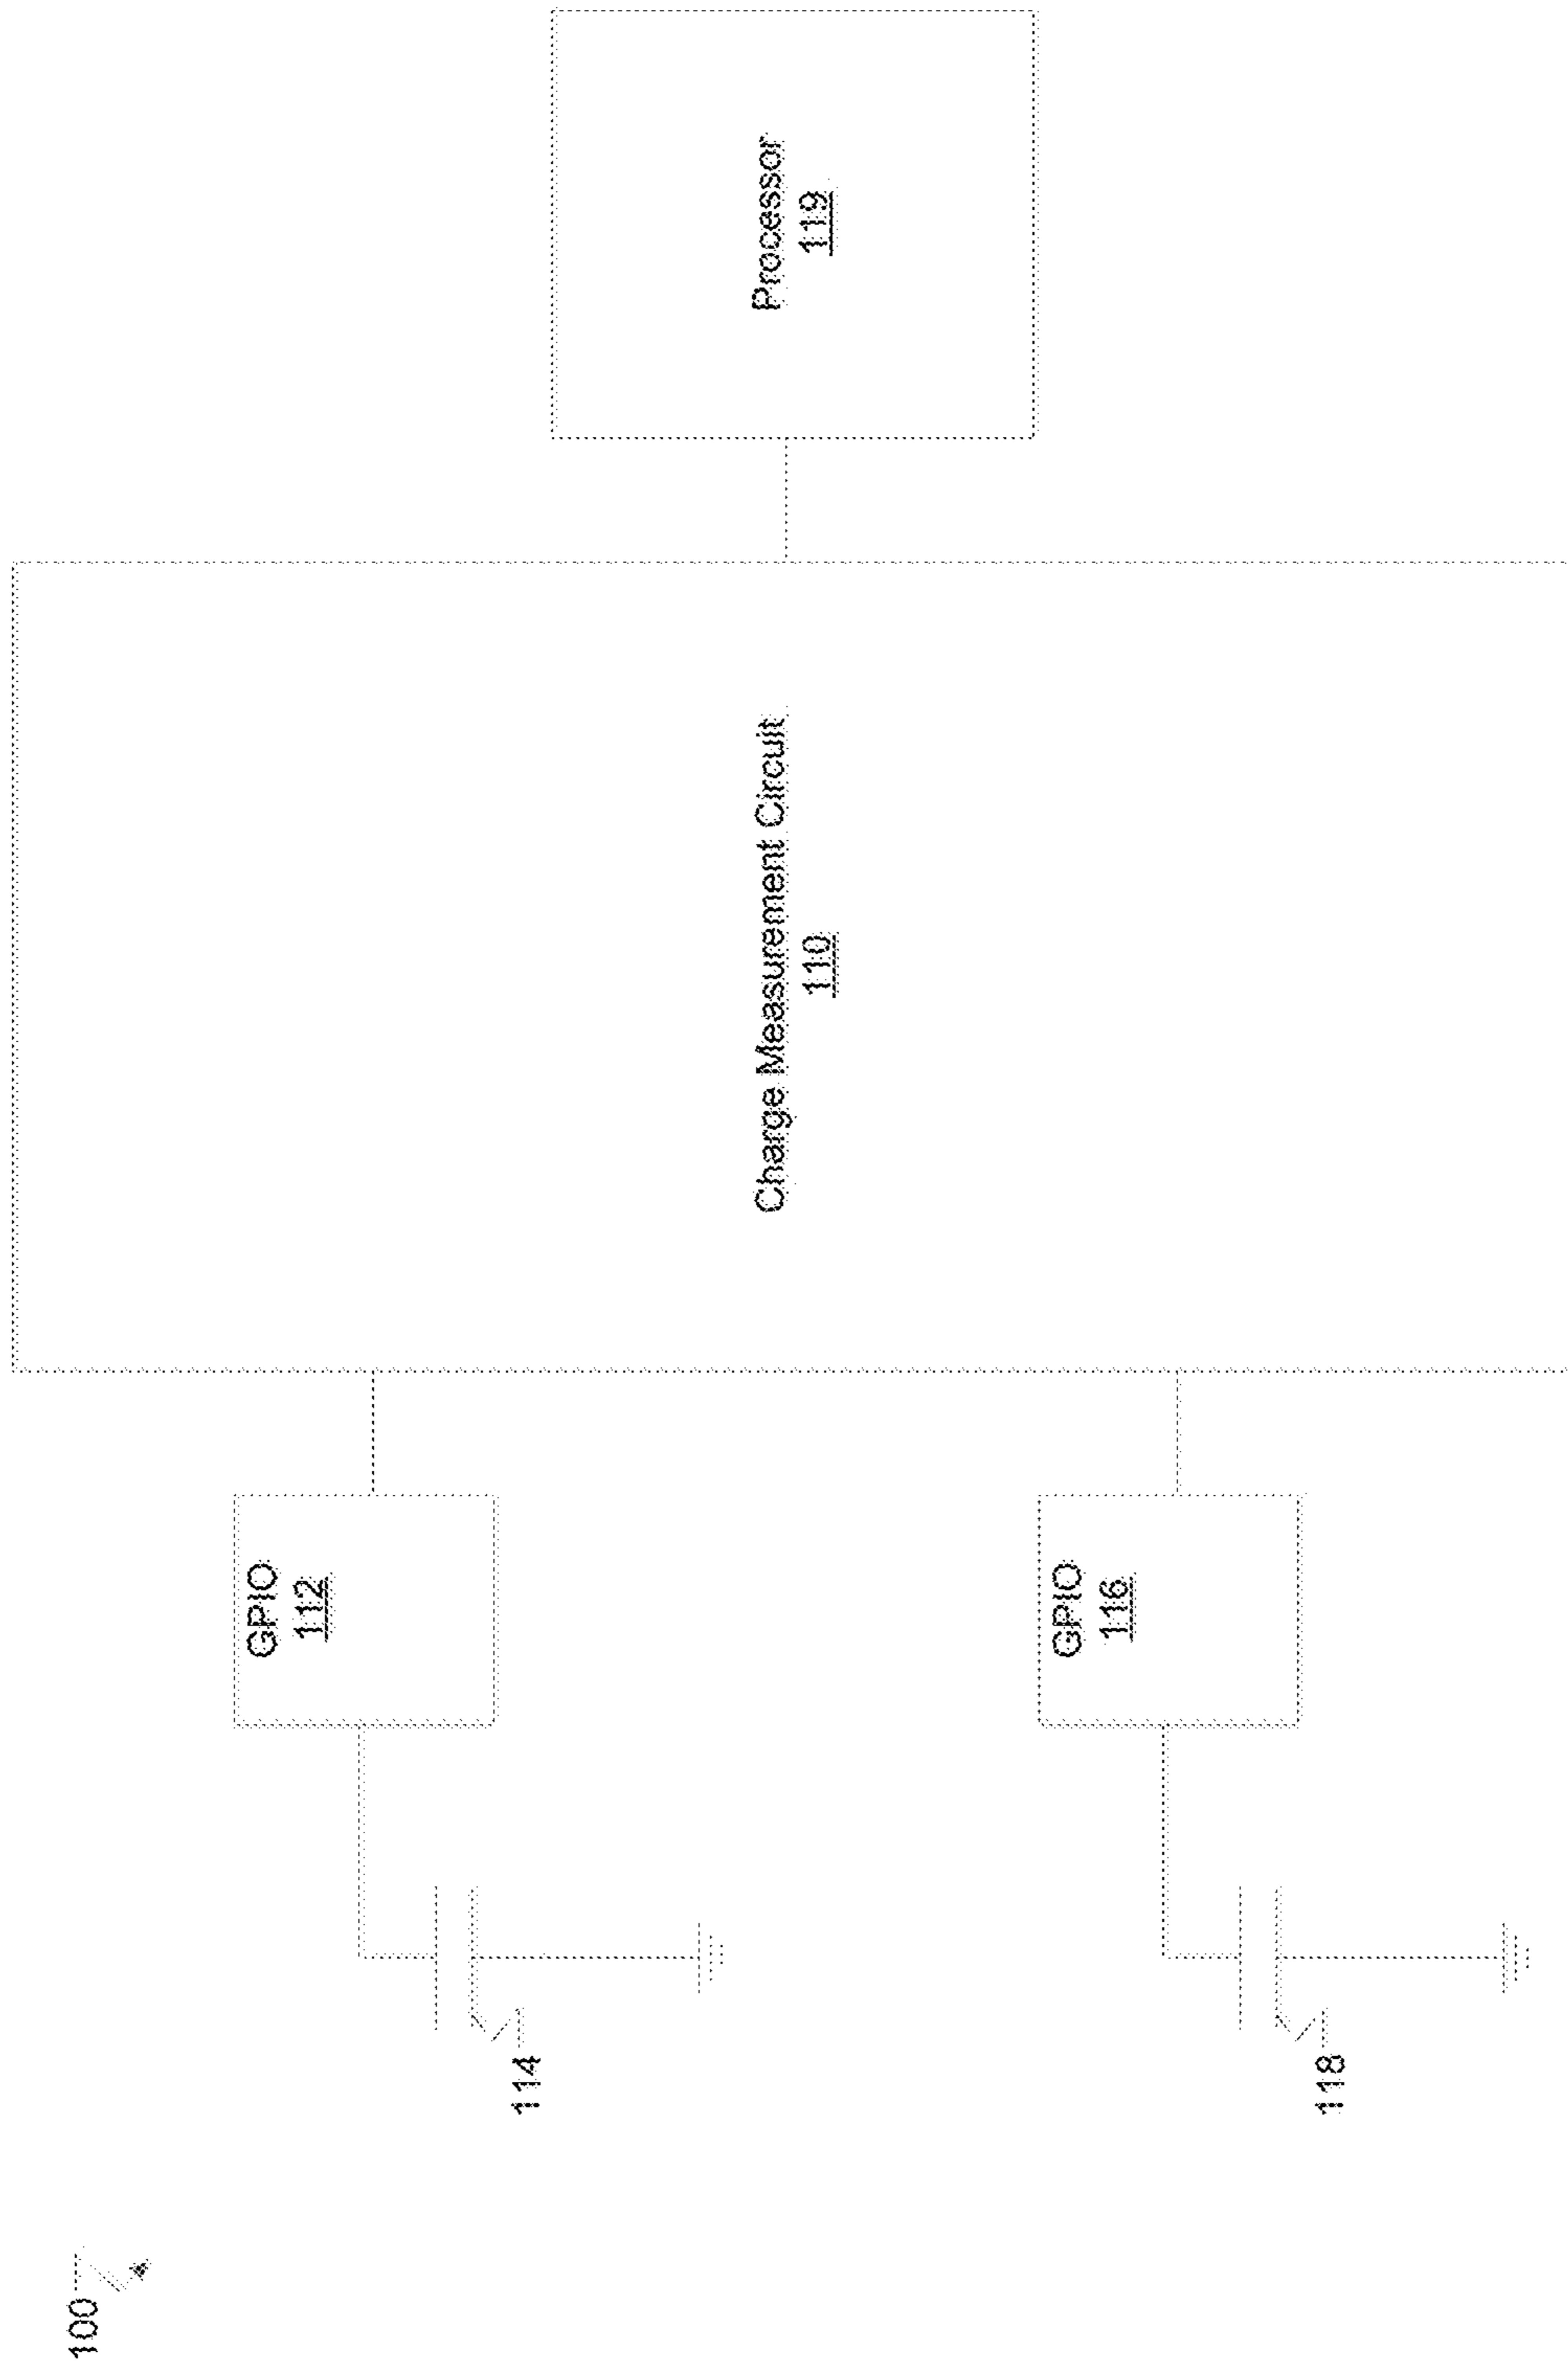 100
GPIO
112
114
GPIO
116
118
Charge Measurement Circuit
110
Processor
119